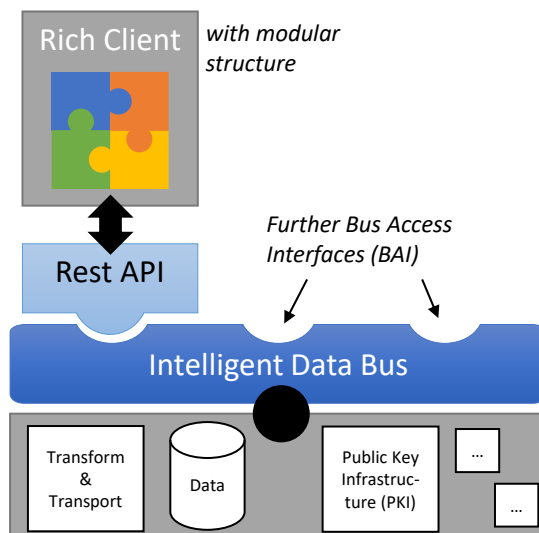 Rich Client
with modular
structure
Rest API
Further Bus Access
Interfaces (BAI)
Intelligent Data Bus
Transform
&
Transport
Data
Public Key
Infrastruc-
ture (PKI)
...
...